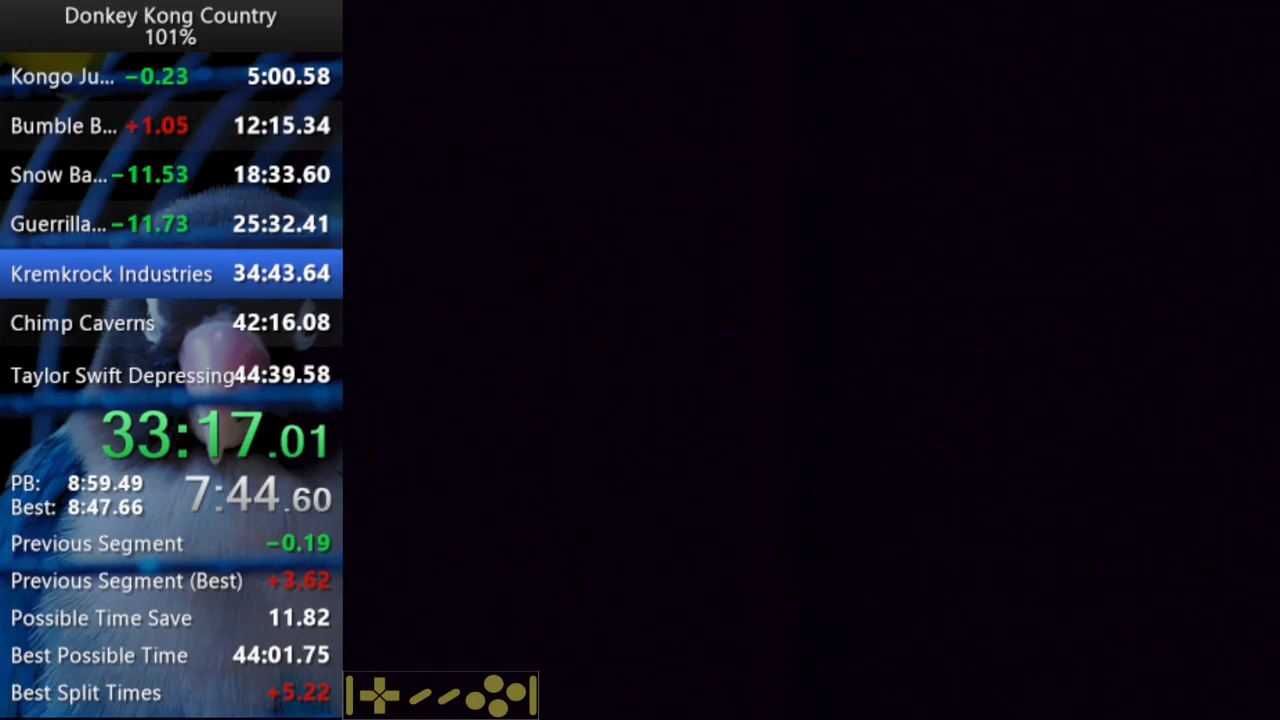 Donkey Kong Country
101%
Kongo Ju... −0.23 5:00.58
Bumble B... +1.05 12:15.34
Snow Ba... −11.53 18:33.60
Guerrilla... −11.73 25:32.41
Kremkrock Industries 34:43.64
Chimp Caverns 42:16.08
Taylor Swift Depressing 44:39.58
33:17.01
PB: 8:59.49 7:44.60
Best: 8:47.66
Previous Segment −0.19
Previous Segment (Best) +3.62
Possible Time Save 11.82
Best Possible Time 44:01.75
Best Split Times +5.22